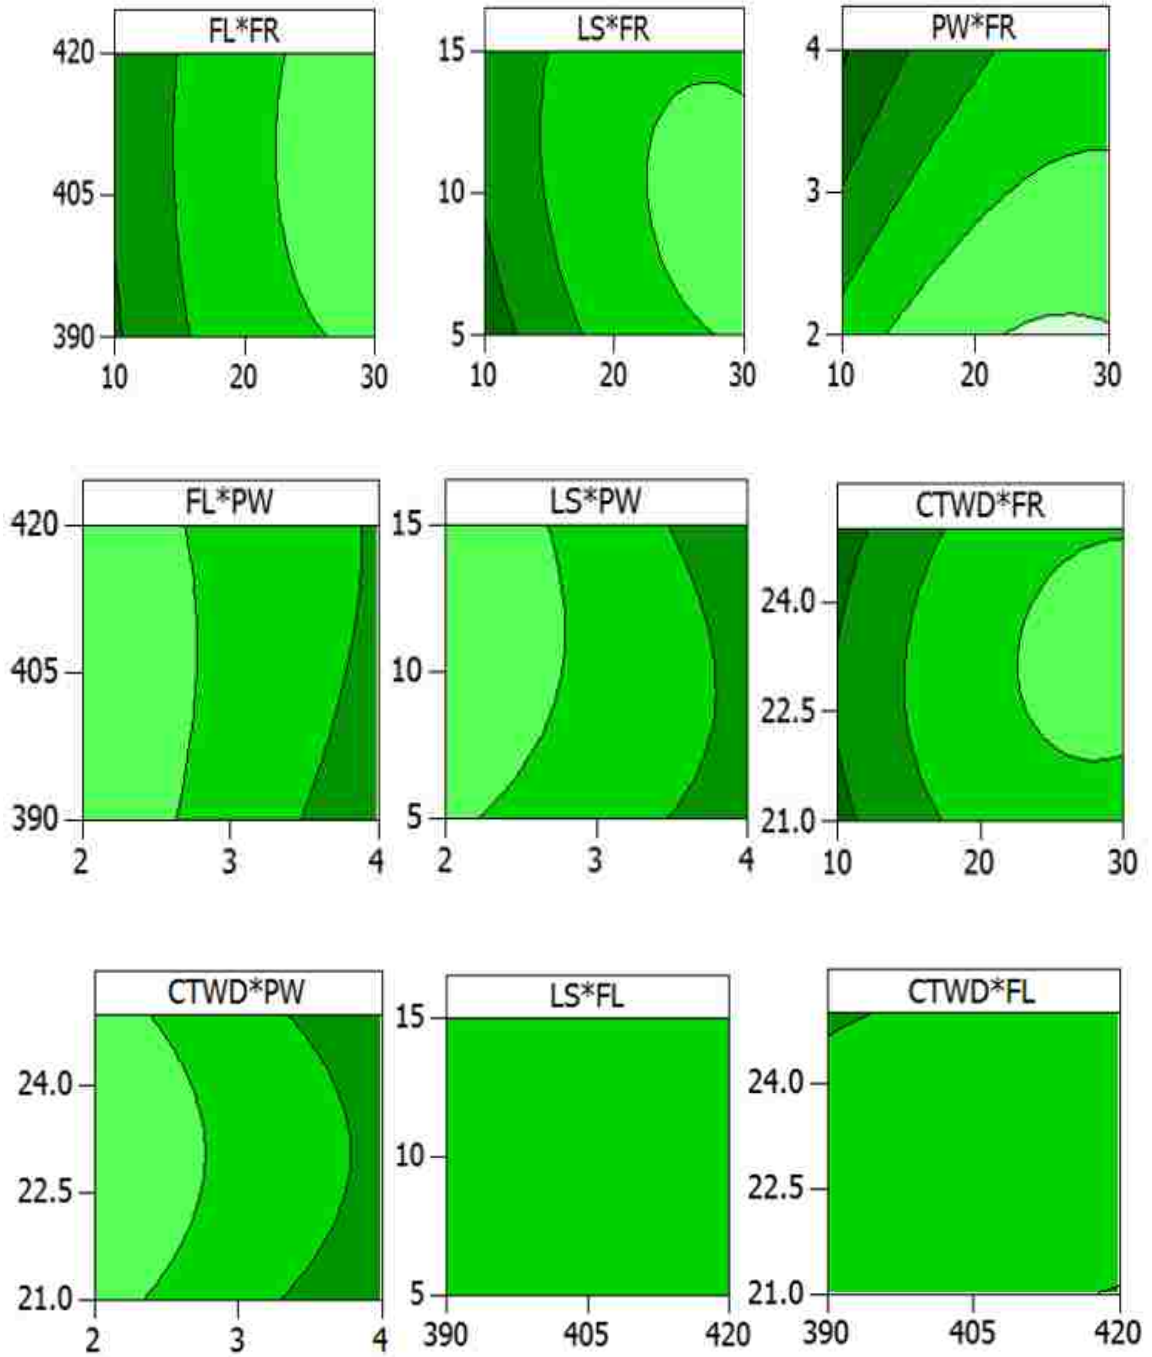 FL*FR LS*FR PW*FR
420 15 4
405 10 3
390 5 2
10 20 30 10 20 30 10 20 30
FL*PW LS*PW CTWD*FR
420 15
24.0
405 10
22.5
390 5 21.0
2 3 4 2 3 4 10 20 30
CTWD*PW LS*FL CTWD*FL
15
24.0 24.0
10
22.5 22.5
21.0 5 21.0
2 3 4 390 405 420 390 405 420